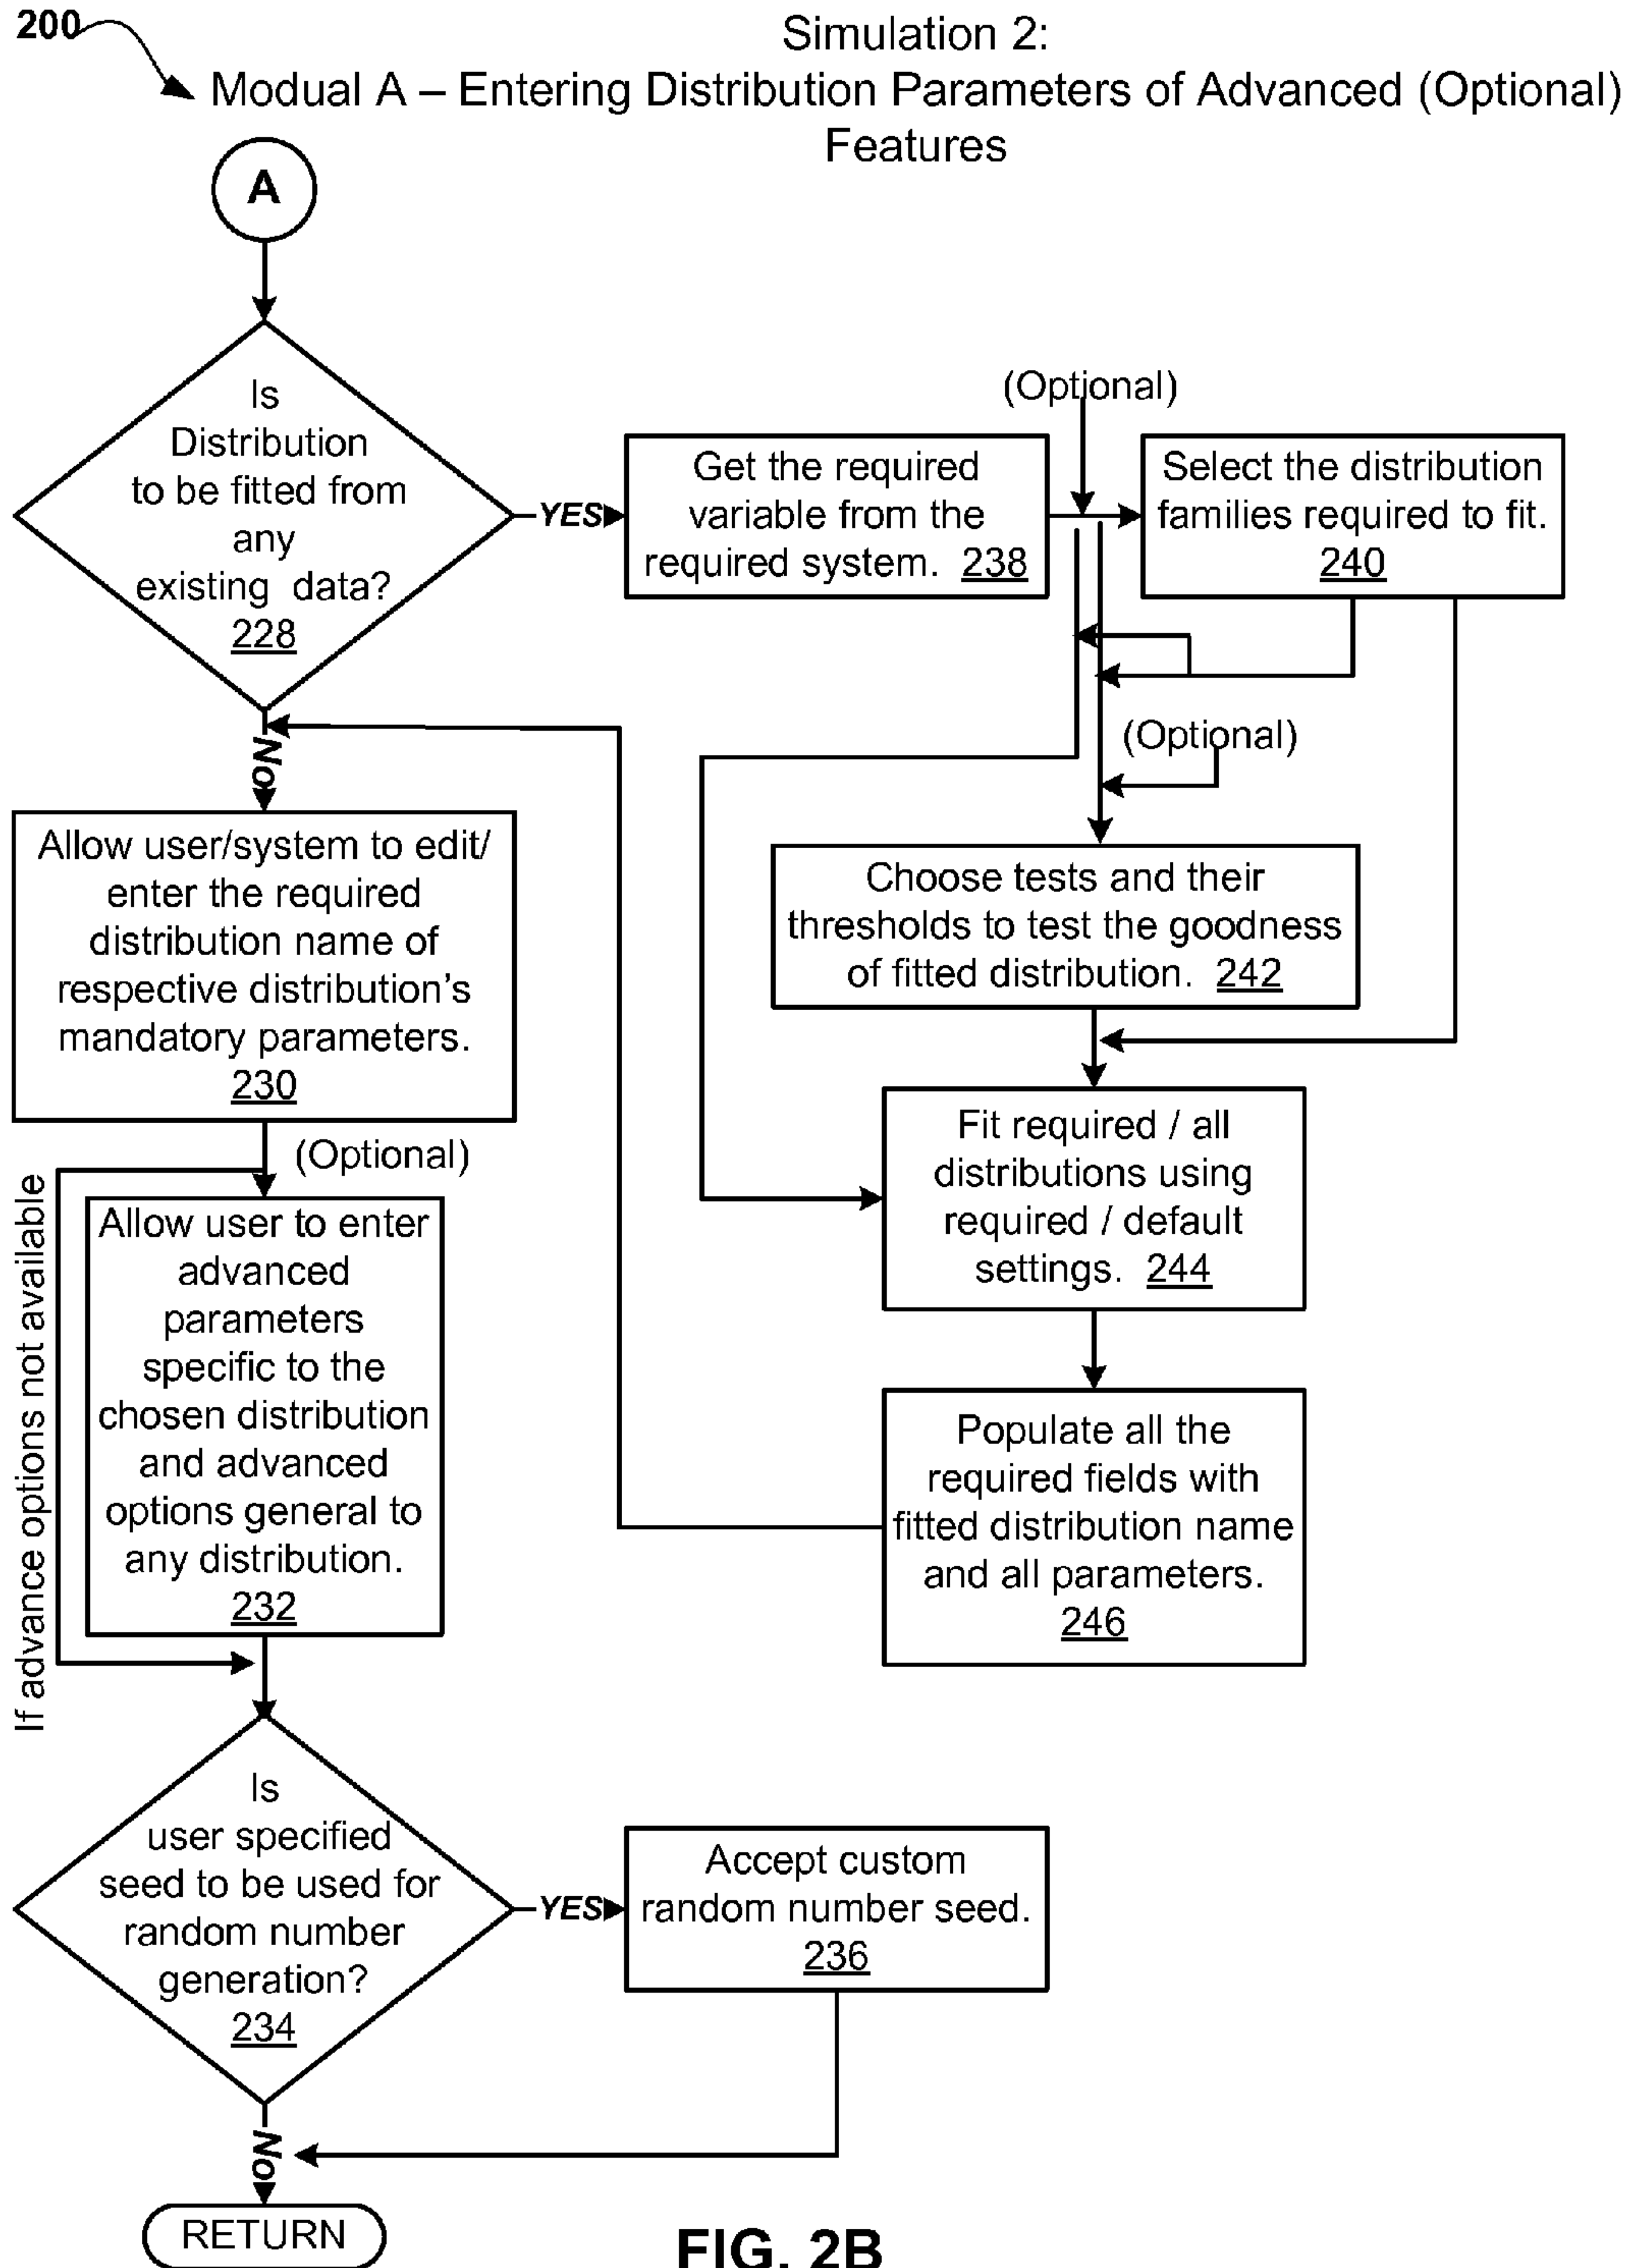 200
Simulation 2:
Modual A – Entering Distribution Parameters of Advanced (Optional)
Features
A
Is
Distribution
to be fitted from
any
existing data?
228
YES
Get the required
variable from the
required system. 238
(Optional)
Select the distribution
families required to fit.
240
(Optional)
No
Allow user/system to edit/
enter the required
distribution name of
respective distribution's
mandatory parameters.
230
Choose tests and their
thresholds to test the goodness
of fitted distribution. 242
Fit required / all
distributions using
required / default
settings. 244
(Optional)
If advance options not available
Allow user to enter
advanced
parameters
specific to the
chosen distribution
and advanced
options general to
any distribution.
232
Populate all the
required fields with
fitted distribution name
and all parameters.
246
Is
user specified
seed to be used for
random number
generation?
234
YES
Accept custom
random number seed.
236
No
RETURN
FIG. 2B